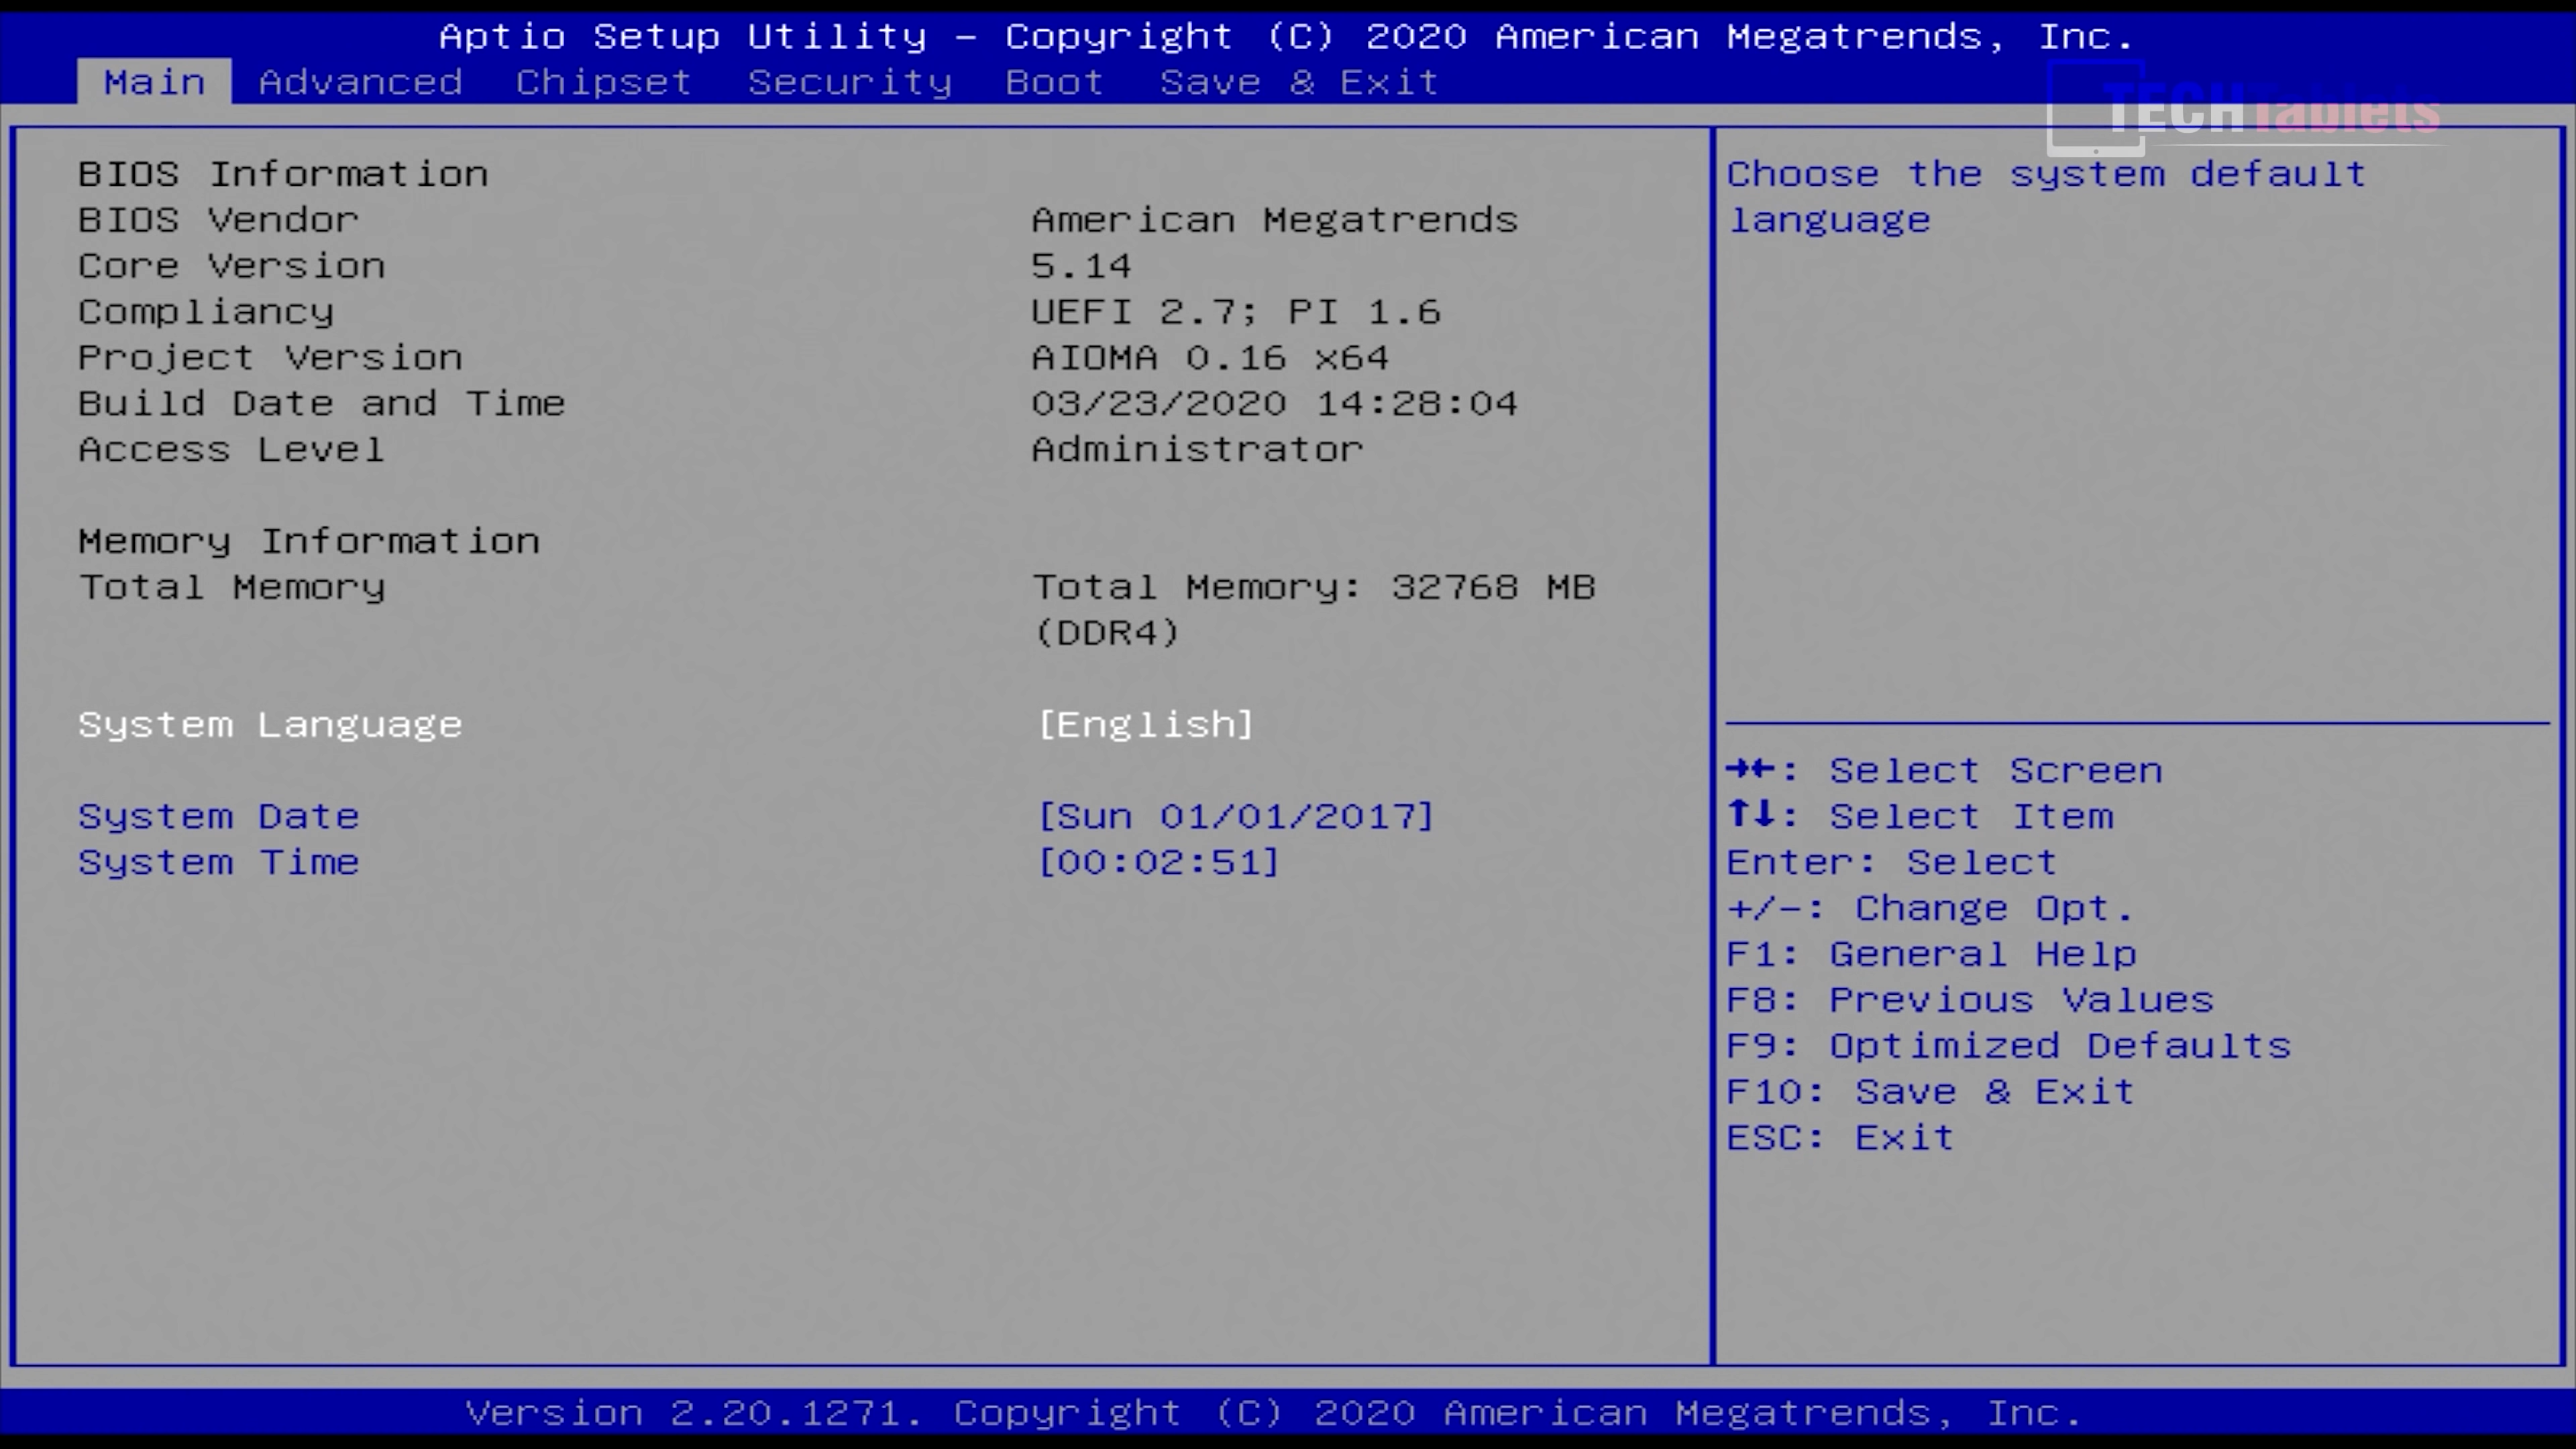 Aptio Setup Utility - Copyright (C) 2020 American Megatrends, Inc.
Main Advanced Chipset Security Boot Save & Exit
TECHTablets
BIOS Information
BIOS Vendor American Megatrends
Core Version 5.14
Compliancy UEFI 2.7; PI 1.6
Project Version AIOMA 0.16 x64
Build Date and Time 03/23/2020 14:28:04
Access Level Administrator
Memory Information
Total Memory Total Memory: 32768 MB
(DDR4)
System Language [English]
System Date [Sun 01/01/2017]
System Time [00:02:51]
Choose the system default
language
→←: Select Screen
↑↓: Select Item
Enter: Select
+/-: Change Opt.
F1: General Help
F8: Previous Values
F9: Optimized Defaults
F10: Save & Exit
ESC: Exit
Version 2.20.1271. Copyright (C) 2020 American Megatrends, Inc.